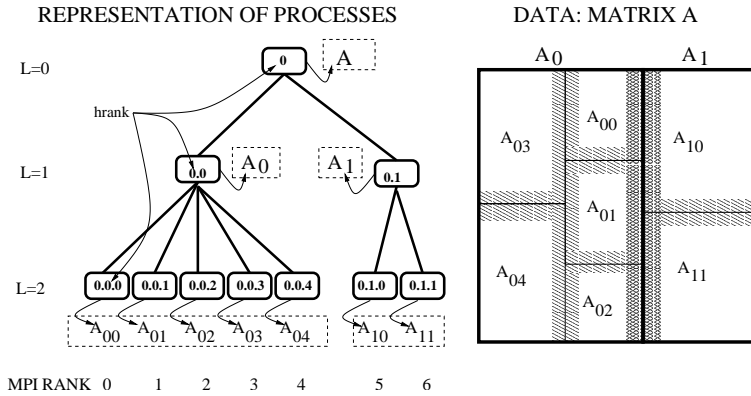 REPRESENTATION OF PROCESSES
DATA: MATRIX A
L=0
0
A
A0 A1
hrank
A03
A00
A10
L=1
0.0
A0
A1
0.1
A01
L=2
0.0.0 0.0.1 0.0.2 0.0.3 0.0.4 0.1.0 0.1.1
A04
A11
A02
A00 A01 A02 A03 A04 A10 A11
MPI RANK 0 1 2 3 4 5 6